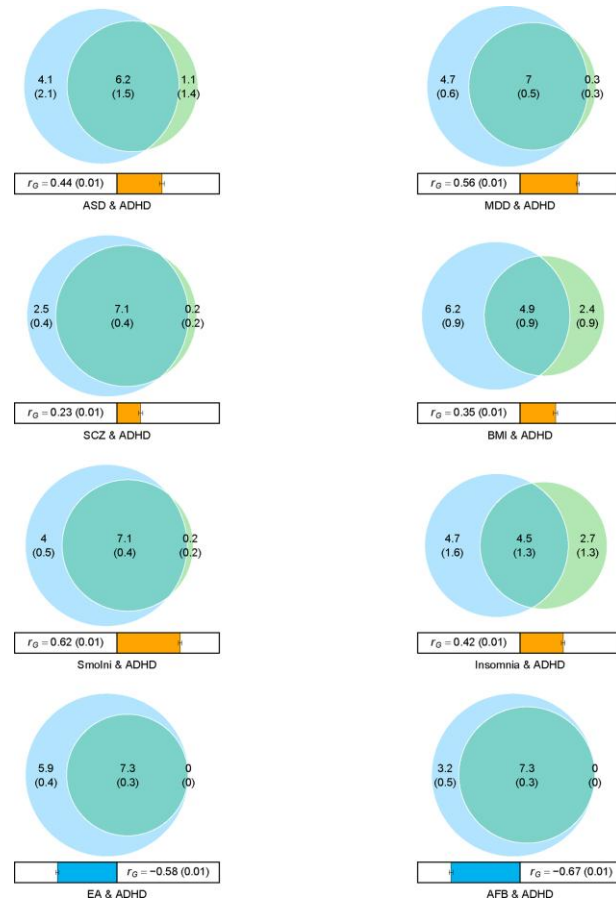 4.1 6.2 1.1
(2.1) (1.5) (1.4)
rG = 0.44 (0.01)
ASD & ADHD
4.7 7 0.3
(0.6) (0.5) (0.3)
rG = 0.56 (0.01)
MDD & ADHD
2.5 7.1 0.2
(0.4) (0.4) (0.2)
rG = 0.23 (0.01)
SCZ & ADHD
6.2 4.9 2.4
(0.9) (0.9) (0.9)
rG = 0.35 (0.01)
BMI & ADHD
4 7.1 0.2
(0.5) (0.4) (0.2)
rG = 0.62 (0.01)
SmoIni & ADHD
4.7 4.5 2.7
(1.6) (1.3) (1.3)
rG = 0.42 (0.01)
Insomnia & ADHD
5.9 7.3 0
(0.4) (0.3) (0)
rG = −0.58 (0.01)
EA & ADHD
3.2 7.3 0
(0.5) (0.3) (0)
rG = −0.67 (0.01)
AFB & ADHD